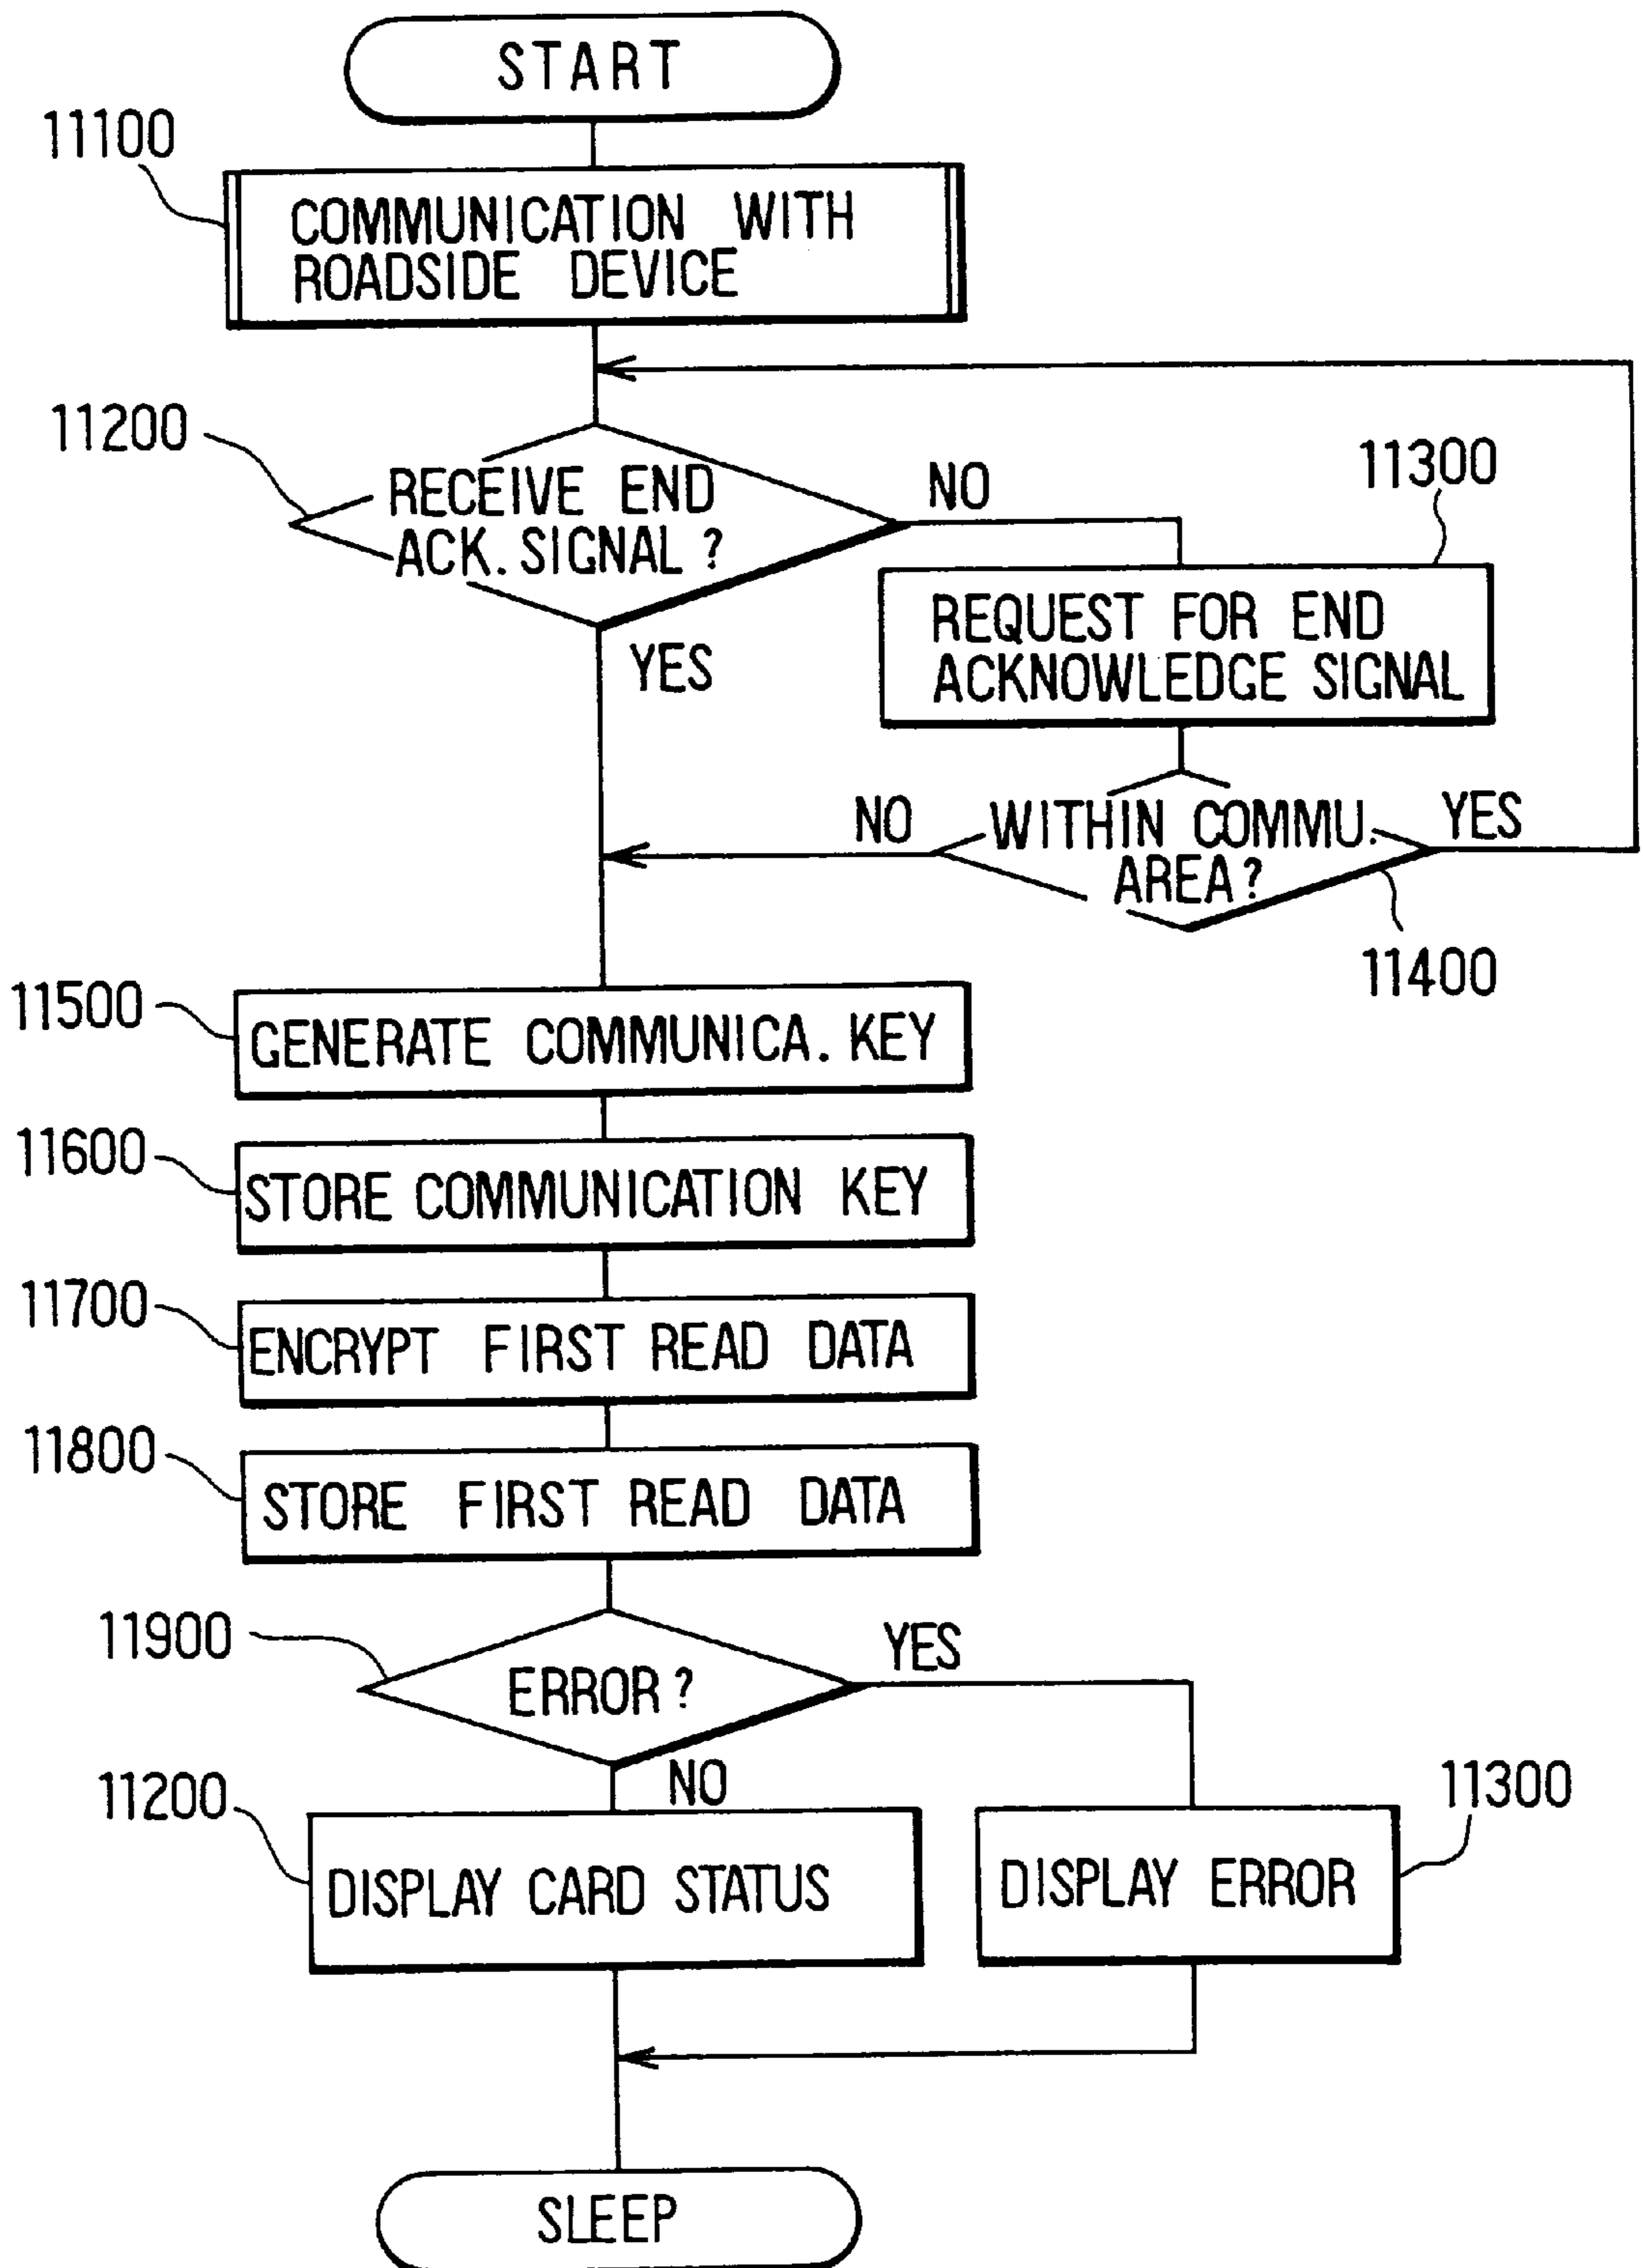 START
11100
COMMUNICATION WITH
ROADSIDE DEVICE
11200
RECEIVE END
ACK. SIGNAL ?
NO
11300
REQUEST FOR END
ACKNOWLEDGE SIGNAL
YES
NO
WITHIN COMMU.
AREA?
YES
11400
11500
GENERATE COMMUNICA. KEY
11600
STORE COMMUNICATION KEY
11700
ENCRYPT FIRST READ DATA
11800
STORE FIRST READ DATA
11900
ERROR ?
YES
NO
11200
DISPLAY CARD STATUS
11300
DISPLAY ERROR
SLEEP